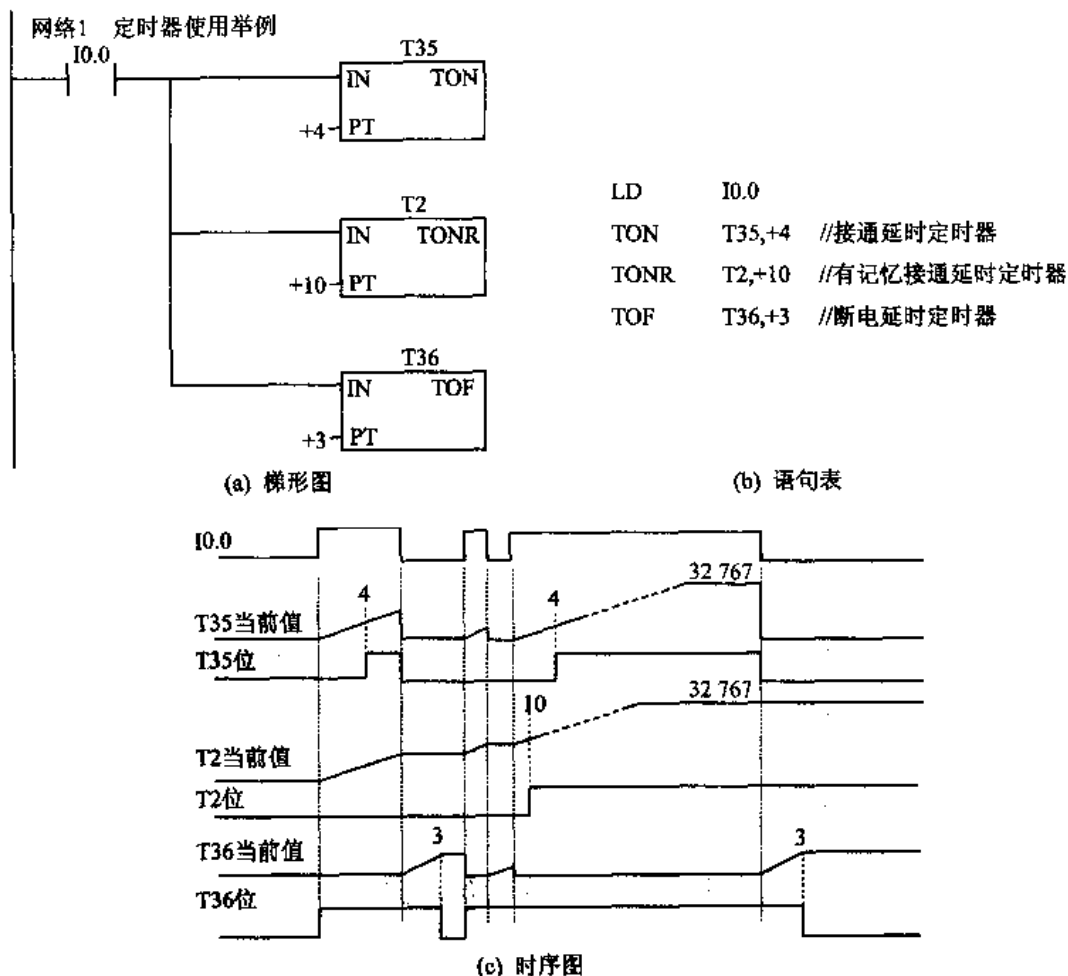 网络1 定时器使用举例
I0.0
T35
IN TON
+4 PT
T2
IN TONR
+10 PT
T36
IN TOF
+3 PT
(a) 梯形图
LD I0.0
TON T35,+4 //接通延时定时器
TONR T2,+10 //有记忆接通延时定时器
TOF T36,+3 //断电延时定时器
(b) 语句表
I0.0
4
4
32 767
T35当前值
T35位
10
32 767
T2当前值
T2位
3
3
T36当前值
T36位
(c) 时序图